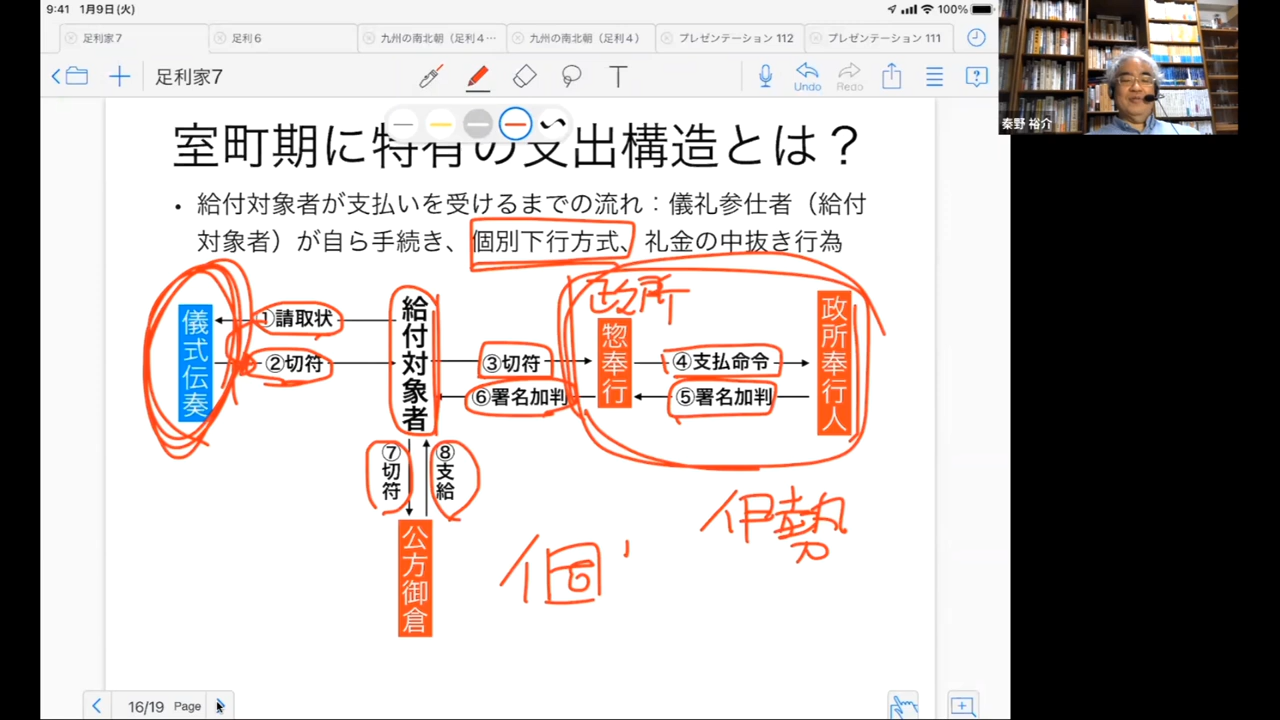 9:41 1月9日(火)
100%
足利家7
足利6
九州の南北朝（足利４…
九州の南北朝（足利４）
プレゼンテーション 112
プレゼンテーション 111
足利家7
Undo
Redo
秦野 裕介
室町期に特有の支出構造とは？
• 給付対象者が支払いを受けるまでの流れ：儀礼参仕者（給付
対象者）が自ら手続き、個別下行方式、礼金の中抜き行為
政所
儀式伝奏
①請取状
②切符
給付対象者
③切符
⑥署名加判
惣奉行
④支払命令
⑤署名加判
政所奉行人
⑦切符
⑧支給
公方御倉
伊勢
個
16/19 Page